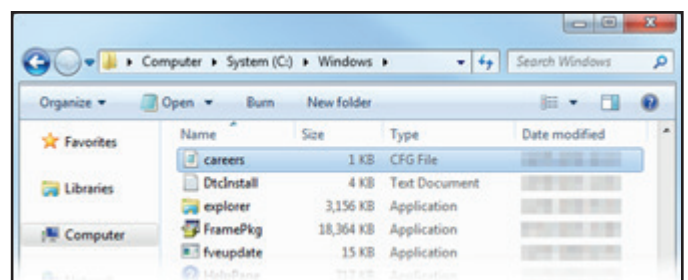 Computer ▸ System (C:) ▸ Windows ▸
Search Windows
Organize Open Burn New folder
Favorites
Libraries
Computer
Name Size Type Date modified
careers 1 KB CFG File
DtcInstall 4 KB Text Document
explorer 3,156 KB Application
FramePkg 18,364 KB Application
fveupdate 15 KB Application
HelpPane Application